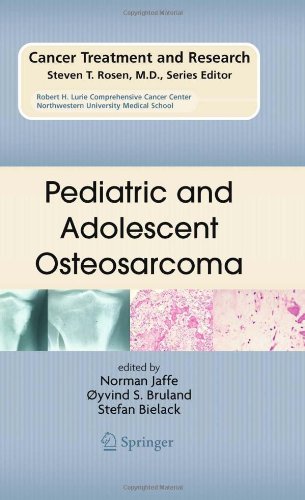 Cancer Treatment and Research
Steven T. Rosen, M.D., Series Editor
Robert H. Lurie Comprehensive Cancer Center
Northwestern University Medical School
Pediatric and
Adolescent
Osteosarcoma
edited by
Norman Jaffe
Øyvind S. Bruland
Stefan Bielack
Springer